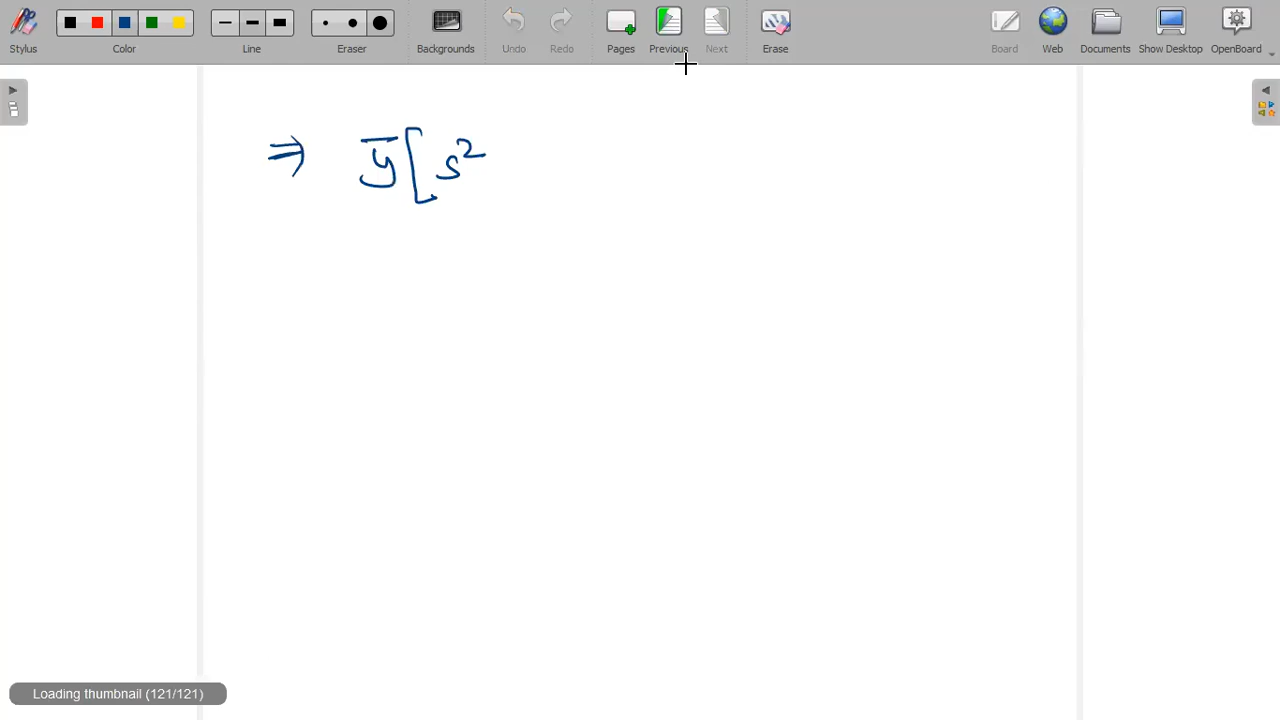 Stylus Color Line Eraser Backgrounds Undo Redo Pages Previous Next Erase Board Web Documents Show Desktop OpenBoard
⇒ y̅ [ s²
Loading thumbnail (121/121)